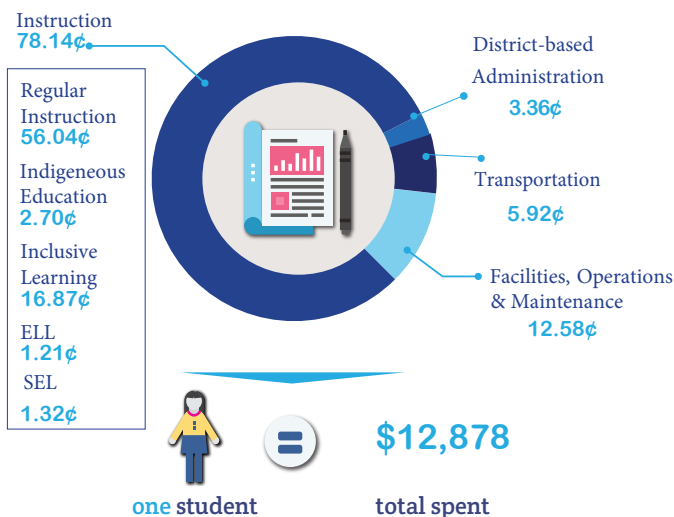 Instruction
78.14¢
Regular
Instruction
56.04¢
Indigeneous
Education
2.70¢
Inclusive
Learning
16.87¢
ELL
1.21¢
SEL
1.32¢
District-based
Administration
3.36¢
Transportation
5.92¢
Facilities, Operations
& Maintenance
12.58¢
$12,878
one student
total spent